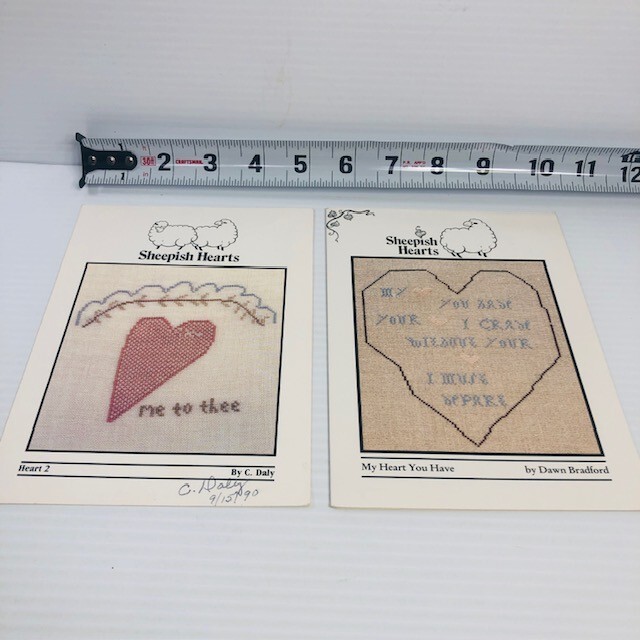 2 CRAFTSMAN 3 4 5 6 7 8 9 10 11 12
Sheepish Hearts
me to thee
Heart 2 By C. Daly
C. Daly
9/15/90
Sheepish
Hearts
MY
YOU HAVE
YOUR I CRAVE
YOUR
I MUST
DEPART
My Heart You Have by Dawn Bradford